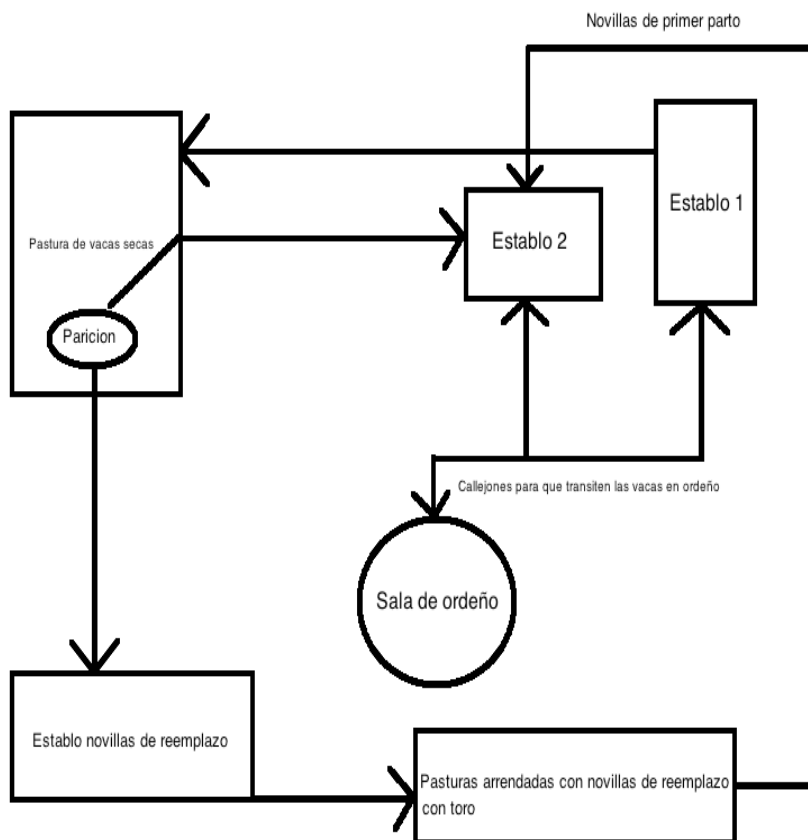 Novillas de primer parto
Establo 1
Establo 2
Pastura de vacas secas
Paricion
Callejones para que transiten las vacas en ordeño
Sala de ordeño
Establo novillas de reemplazo
Pasturas arrendadas con novillas de reemplazo
con toro